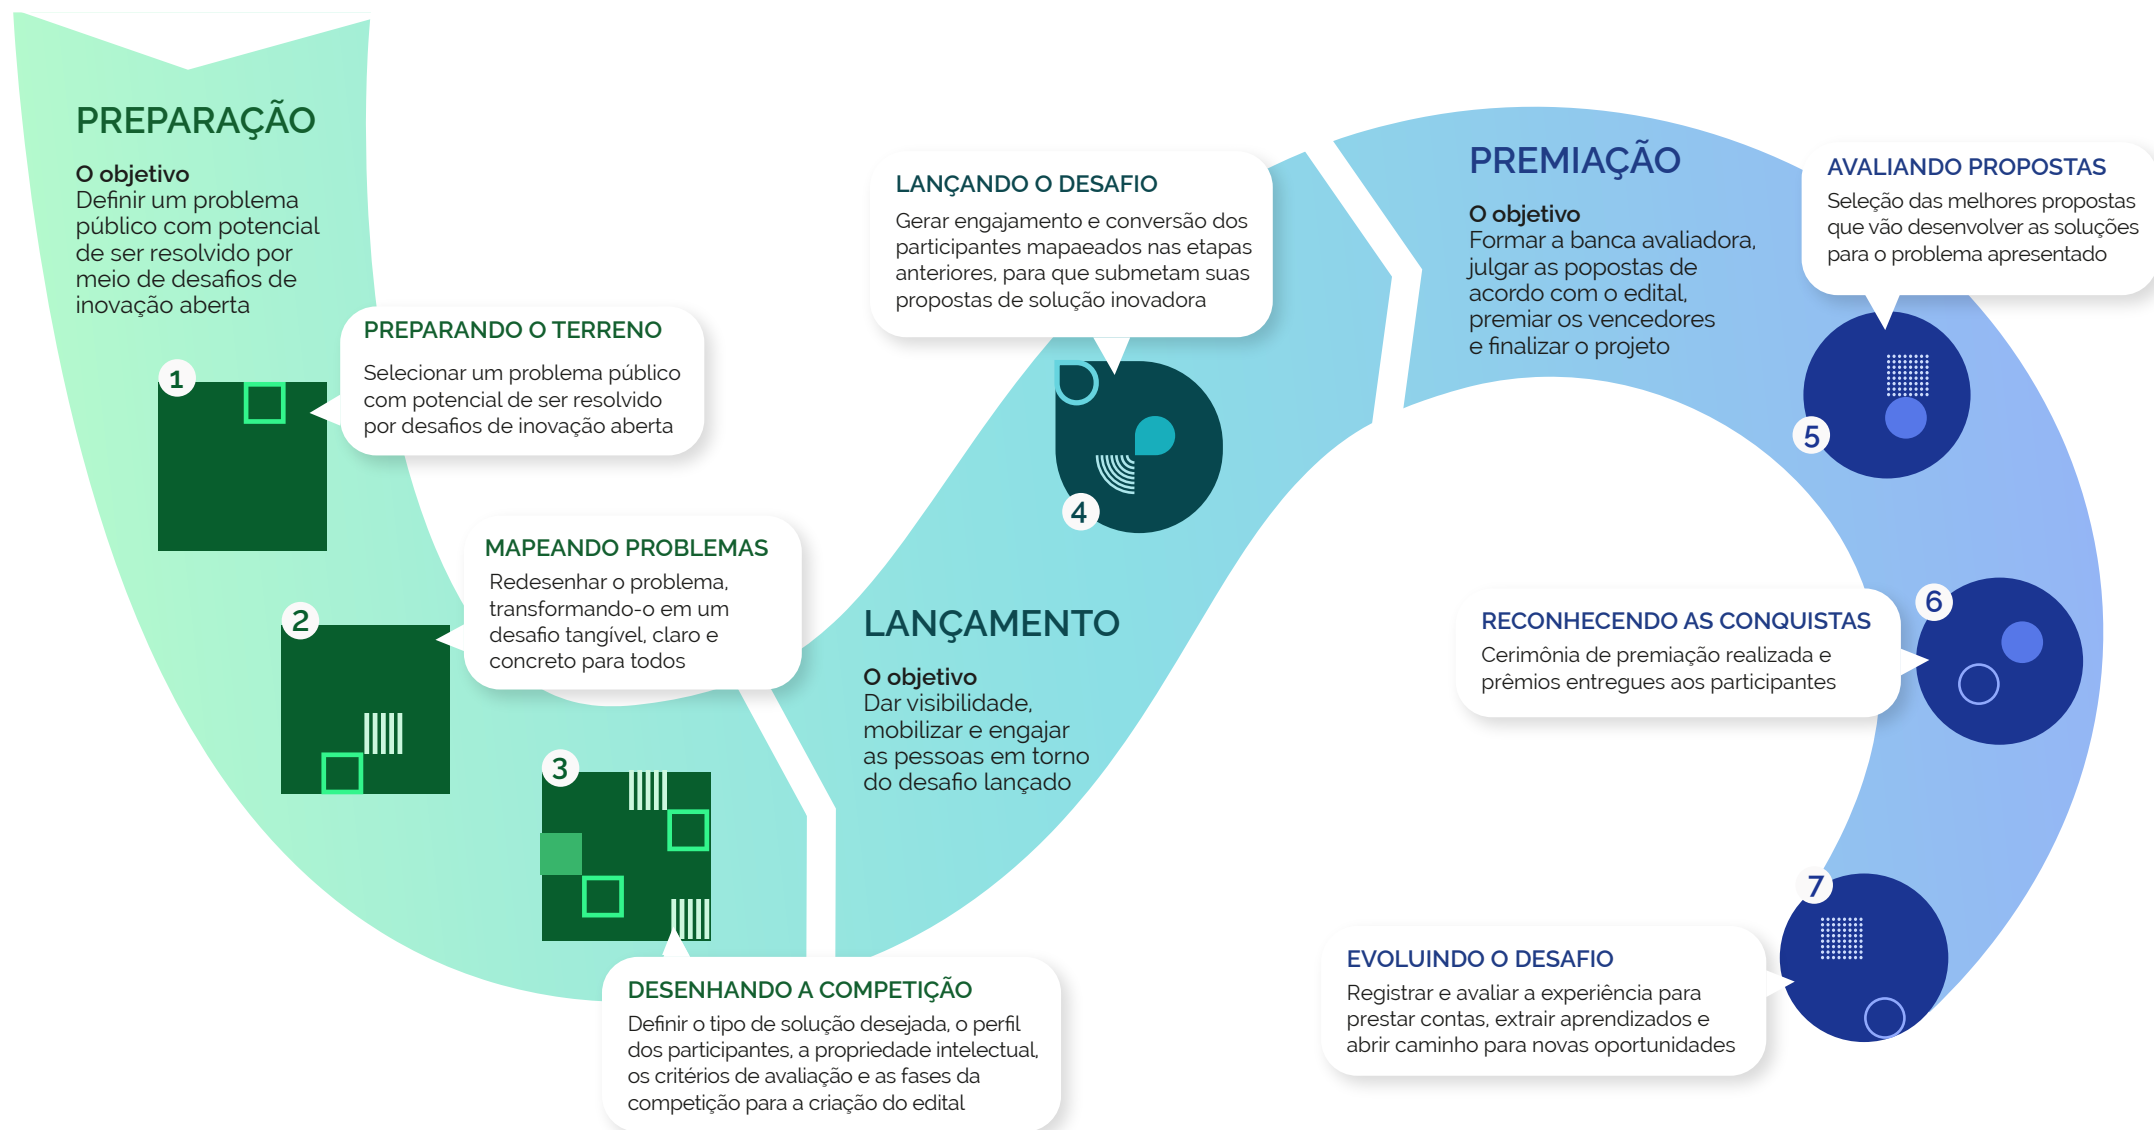 PREPARAÇÃO
O objetivo
Definir um problema
público com potencial
de ser resolvido por
meio de desafios de
inovação aberta
1
PREPARANDO O TERRENO
Selecionar um problema público
com potencial de ser resolvido
por desafios de inovação aberta
2
MAPEANDO PROBLEMAS
Redesenhar o problema,
transformando-o em um
desafio tangível, claro e
concreto para todos
3
DESENHANDO A COMPETIÇÃO
Definir o tipo de solução desejada, o perfil
dos participantes, a propriedade intelectual,
os critérios de avaliação e as fases da
competição para a criação do edital
LANÇAMENTO
O objetivo
Dar visibilidade,
mobilizar e engajar
as pessoas em torno
do desafio lançado
LANÇANDO O DESAFIO
Gerar engajamento e conversão dos
participantes mapaeados nas etapas
anteriores, para que submetam suas
propostas de solução inovadora
4
PREMIAÇÃO
O objetivo
Formar a banca avaliadora,
julgar as popostas de
acordo com o edital,
premiar os vencedores
e finalizar o projeto
AVALIANDO PROPOSTAS
Seleção das melhores propostas
que vão desenvolver as soluções
para o problema apresentado
5
RECONHECENDO AS CONQUISTAS
Cerimônia de premiação realizada e
prêmios entregues aos participantes
6
EVOLUINDO O DESAFIO
Registrar e avaliar a experiência para
prestar contas, extrair aprendizados e
abrir caminho para novas oportunidades
7